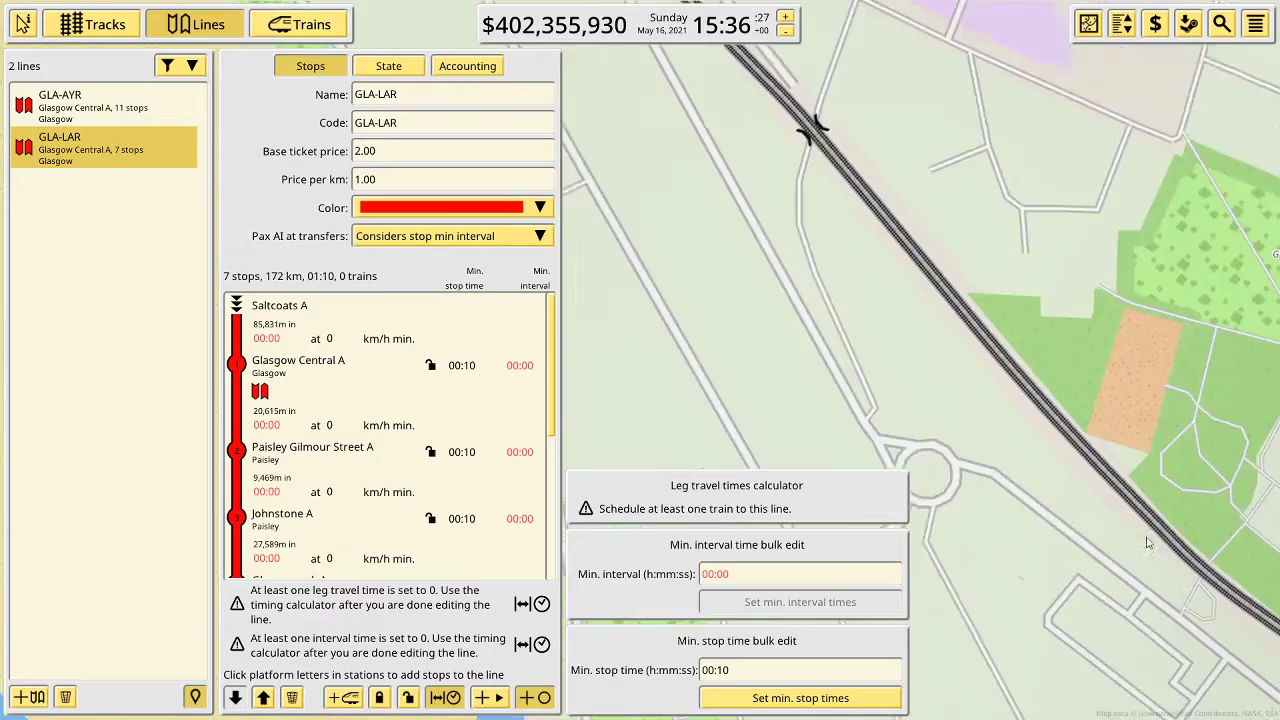 Tracks
Lines
Trains
$402,355,930
Sunday
May 16, 2021
15:36
:27
+00
+
-
$
2 lines
GLA-AYR
Glasgow Central A, 11 stops
Glasgow
GLA-LAR
Glasgow Central A, 7 stops
Glasgow
Stops
State
Accounting
Name: GLA-LAR
Code: GLA-LAR
Base ticket price: 2.00
Price per km: 1.00
Color:
Pax AI at transfers: Considers stop min interval
7 stops, 172 km, 01:10, 0 trains
Min.
stop time
Min.
interval
Saltcoats A
85,831m in
00:00 at 0 km/h min.
1
Glasgow Central A 00:10 00:00
Glasgow
20,615m in
00:00 at 0 km/h min.
2
Paisley Gilmour Street A 00:10 00:00
Paisley
9,469m in
00:00 at 0 km/h min.
3
Johnstone A 00:10 00:00
Paisley
27,589m in
00:00 at 0 km/h min.
At least one leg travel time is set to 0. Use the
timing calculator after you are done editing the
line.
At least one interval time is set to 0. Use the timing
calculator after you are done editing the line.
Click platform letters in stations to add stops to the line
Leg travel times calculator
Schedule at least one train to this line.
Min. interval time bulk edit
Min. interval (h:mm:ss): 00:00
Set min. interval times
Min. stop time bulk edit
Min. stop time (h:mm:ss): 00:10
Set min. stop times
Map data © OpenStreetMap Contributors, NASA, ESA